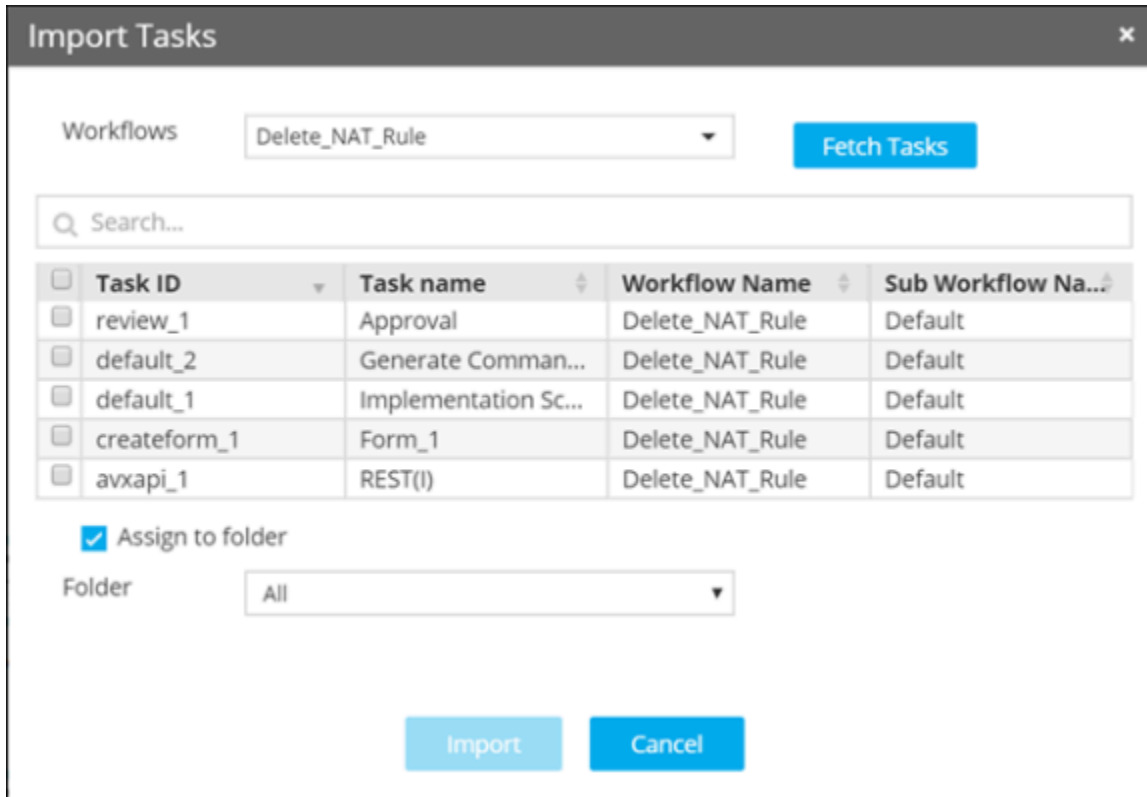 Import Tasks ×
Workflows Delete_NAT_Rule Fetch Tasks
Search...
Task ID Task name Workflow Name Sub Workflow Na...
review_1 Approval Delete_NAT_Rule Default
default_2 Generate Comman... Delete_NAT_Rule Default
default_1 Implementation Sc... Delete_NAT_Rule Default
createform_1 Form_1 Delete_NAT_Rule Default
avxapi_1 REST(I) Delete_NAT_Rule Default
Assign to folder
Folder All
Import Cancel